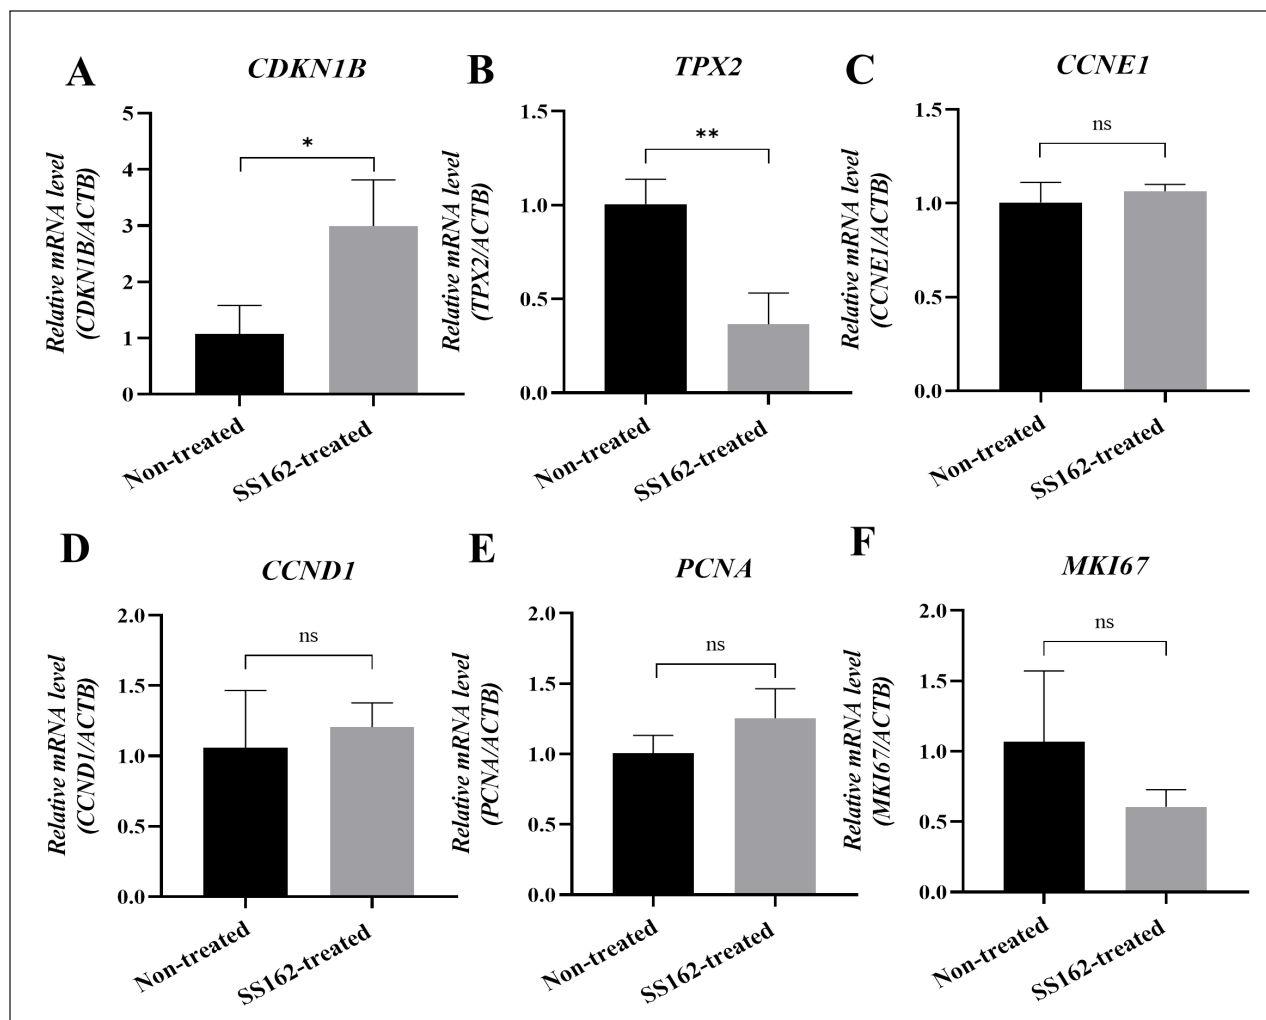 A
CDKN1B
Relative mRNA level
(CDKN1B/ACTB)
5
4
3
2
1
0
*
Non-treated
SS162-treated
B
TPX2
Relative mRNA level
(TPX2/ACTB)
1.5
1.0
0.5
0.0
**
Non-treated
SS162-treated
C
CCNE1
Relative mRNA level
(CCNE1/ACTB)
1.5
1.0
0.5
0.0
ns
Non-treated
SS162-treated
D
CCND1
Relative mRNA level
(CCND1/ACTB)
2.0
1.5
1.0
0.5
0.0
ns
Non-treated
SS162-treated
E
PCNA
Relative mRNA level
(PCNA/ACTB)
2.0
1.5
1.0
0.5
0.0
ns
Non-treated
SS162-treated
F
MKI67
Relative mRNA level
(MKI67/ACTB)
2.0
1.5
1.0
0.5
0.0
ns
Non-treated
SS162-treated